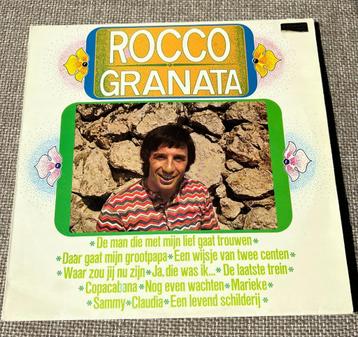 ROCCO
GRANATA
* De man die met mijn lief gaat trouwen *
* Daar gaat mijn grootpapa * Een wijsje van twee centen *
* Waar zou jij nu zijn * Ja, die was ik... * De laatste trein *
* Copacabana * Nog even wachten * Marieke *
* Sammy * Claudia * Een levend schilderij *